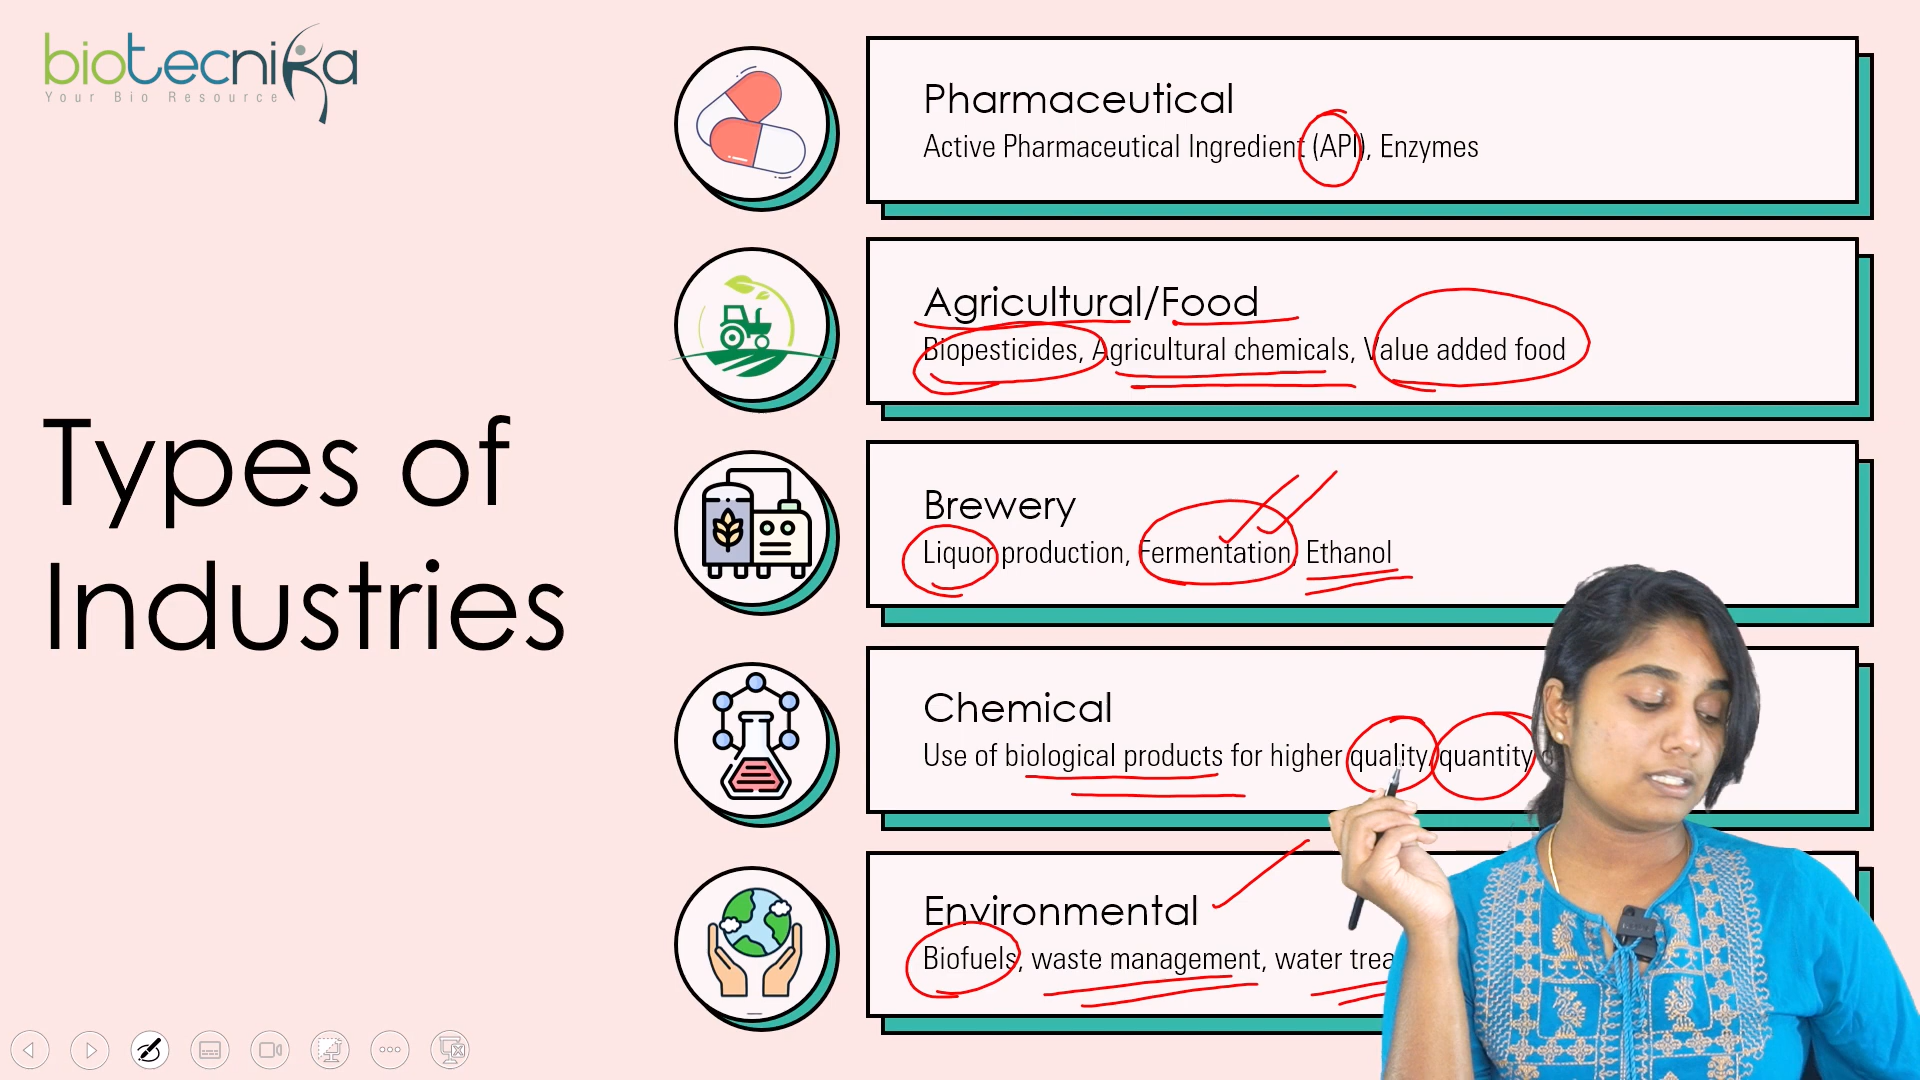 biotecnika
Your Bio Resource
Types of
Industries
Pharmaceutical
Active Pharmaceutical Ingredient (API), Enzymes
Agricultural/Food
Biopesticides, Agricultural chemicals, Value added food
Brewery
Liquor production, Fermentation, Ethanol
Chemical
Use of biological products for higher quality/quantity
Environmental
Biofuels, waste management, water